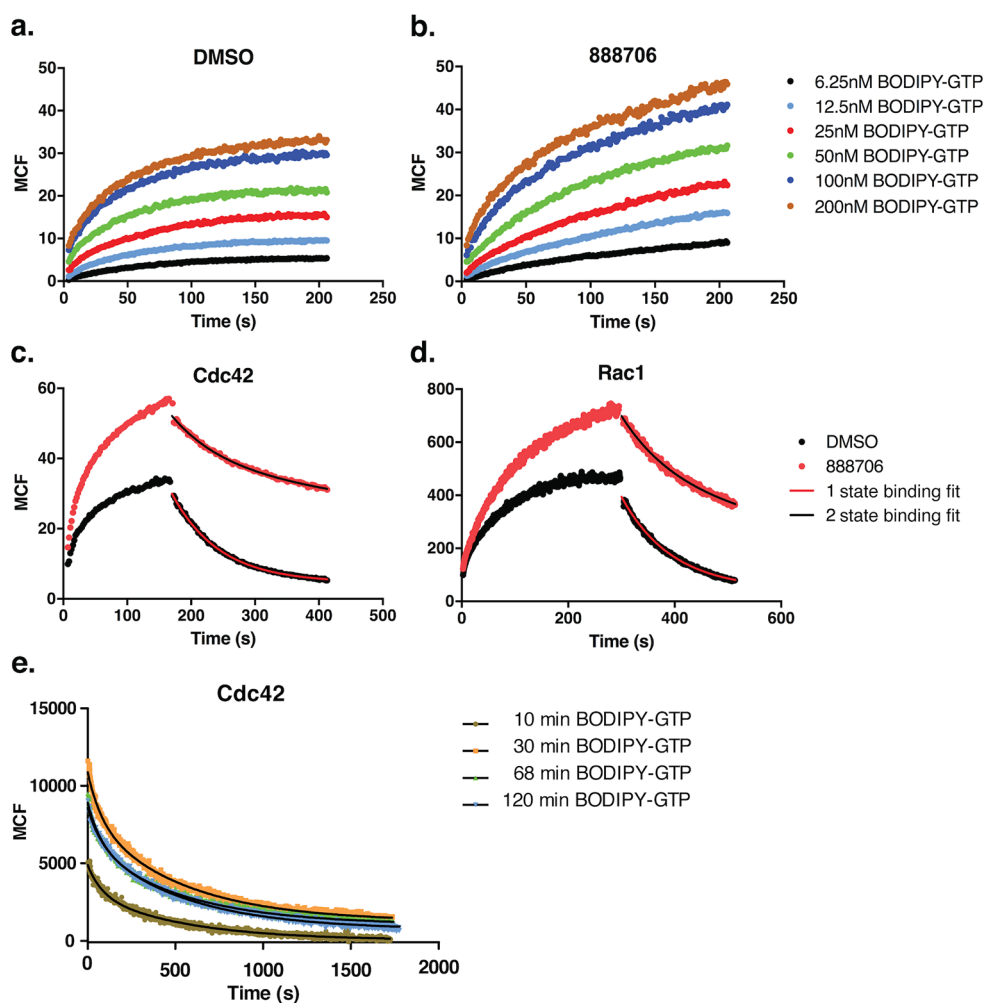 a.
DMSO
50
40
30
20
10
0
MCF
0
50
100
150
200
250
Time (s)
b.
888706
50
40
30
20
10
0
MCF
0
50
100
150
200
250
Time (s)
6.25nM BODIPY-GTP
12.5nM BODIPY-GTP
25nM BODIPY-GTP
50nM BODIPY-GTP
100nM BODIPY-GTP
200nM BODIPY-GTP
c.
Cdc42
60
40
20
0
MCF
0
100
200
300
400
500
Time (s)
d.
Rac1
800
600
400
200
0
MCF
0
200
400
600
Time (s)
DMSO
888706
1 state binding fit
2 state binding fit
e.
Cdc42
15000
10000
5000
0
MCF
0
500
1000
1500
2000
Time (s)
10 min BODIPY-GTP
30 min BODIPY-GTP
68 min BODIPY-GTP
120 min BODIPY-GTP